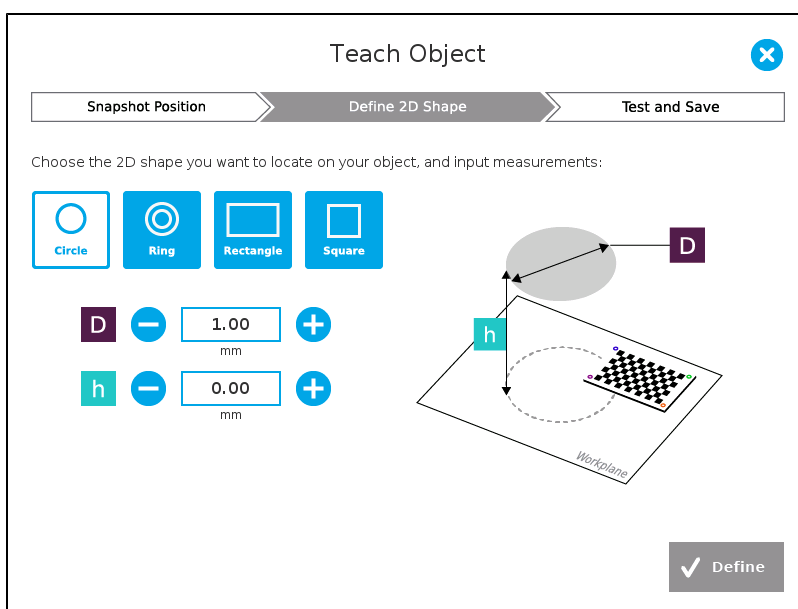 Teach Object
Snapshot Position
Define 2D Shape
Test and Save
Choose the 2D shape you want to locate on your object, and input measurements:
Circle
Ring
Rectangle
Square
D
1.00
mm
h
0.00
mm
D
h
Workplane
Define